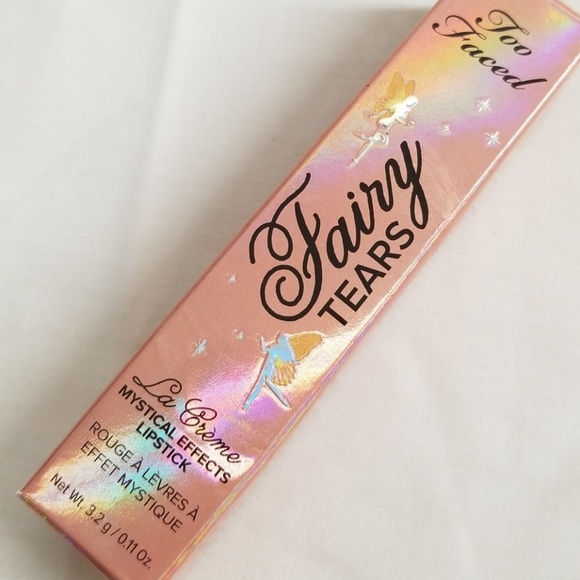 Too
Faced
Fairy
TEARS
La Crème
MYSTICAL EFFECTS
LIPSTICK
ROUGE À LÈVRES À
EFFET MYSTIQUE
Net Wt. 3.2 g / 0.11 Oz.